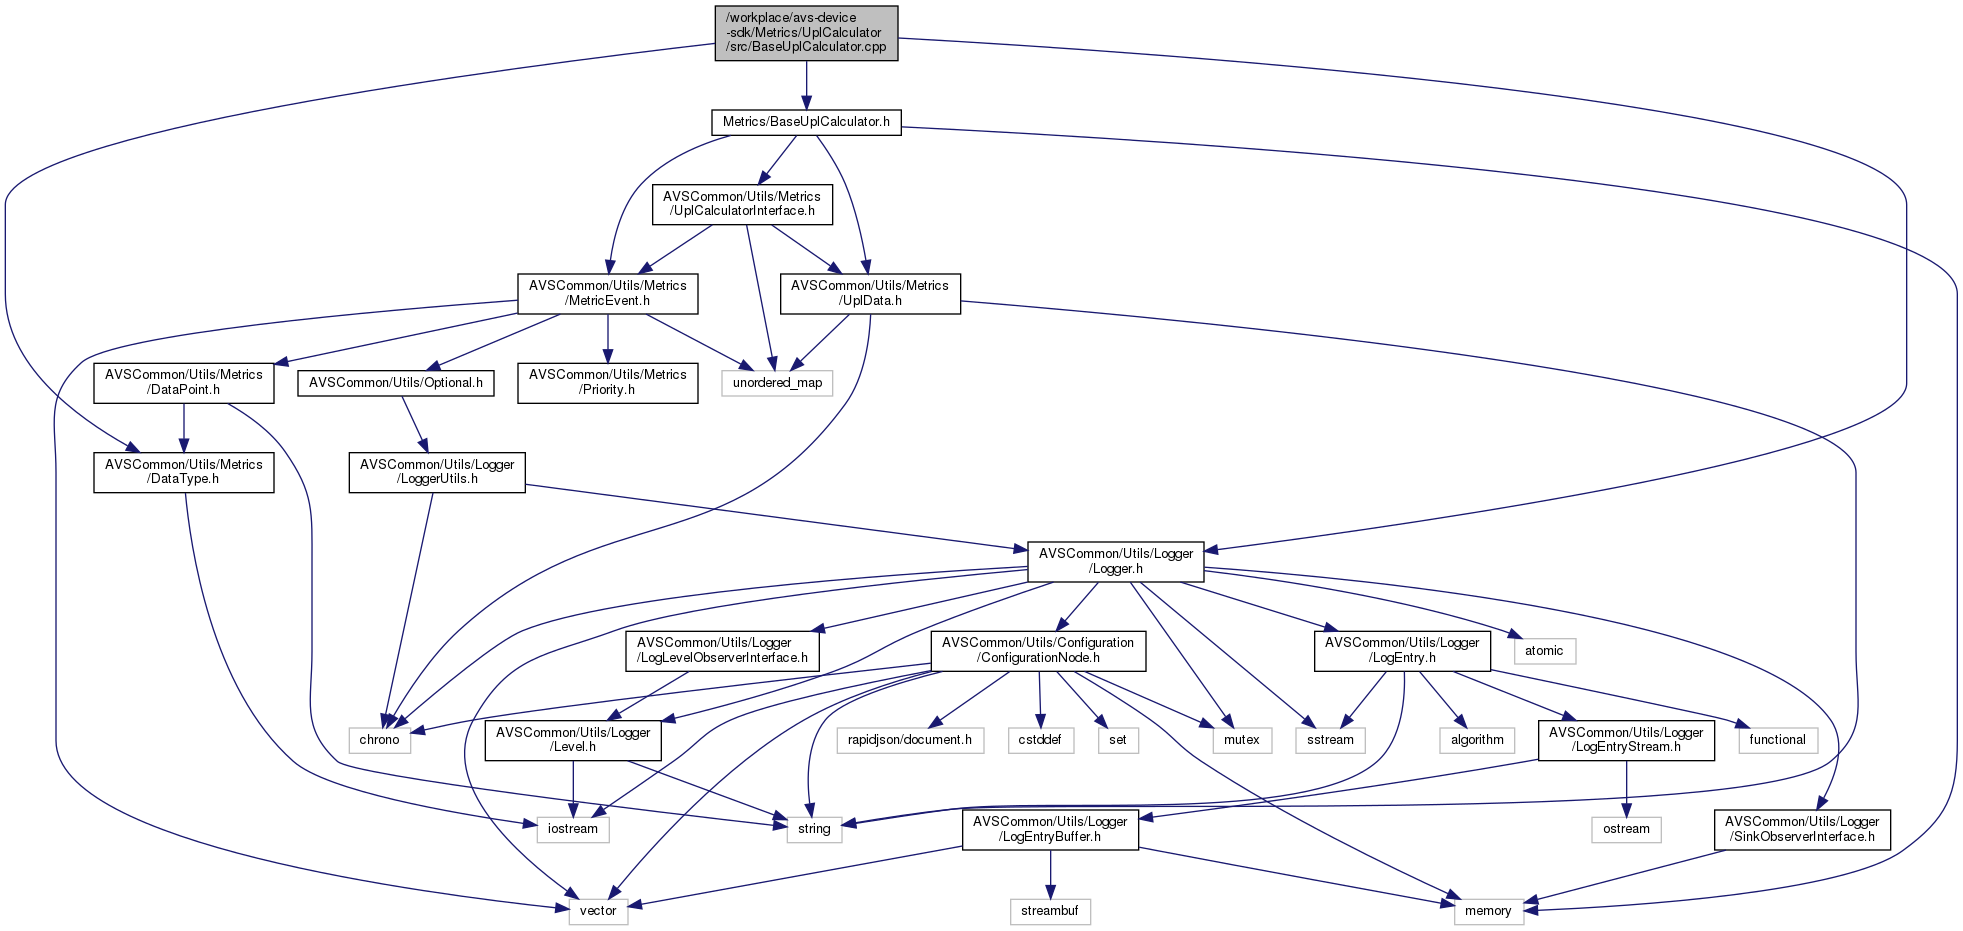 /workplace/avs-device
-sdk/Metrics/UplCalculator
/src/BaseUplCalculator.cpp
Metrics/BaseUplCalculator.h
AVSCommon/Utils/Metrics
/UplCalculatorInterface.h
AVSCommon/Utils/Metrics
/MetricEvent.h
AVSCommon/Utils/Metrics
/UplData.h
AVSCommon/Utils/Metrics
/DataPoint.h
AVSCommon/Utils/Optional.h
AVSCommon/Utils/Metrics
/Priority.h
unordered_map
AVSCommon/Utils/Metrics
/DataType.h
AVSCommon/Utils/Logger
/LoggerUtils.h
AVSCommon/Utils/Logger
/Logger.h
AVSCommon/Utils/Logger
/LogLevelObserverInterface.h
AVSCommon/Utils/Configuration
/ConfigurationNode.h
AVSCommon/Utils/Logger
/LogEntry.h
atomic
chrono
AVSCommon/Utils/Logger
/Level.h
rapidjson/document.h
cstddef
set
mutex
sstream
algorithm
AVSCommon/Utils/Logger
/LogEntryStream.h
functional
iostream
string
AVSCommon/Utils/Logger
/LogEntryBuffer.h
ostream
AVSCommon/Utils/Logger
/SinkObserverInterface.h
vector
streambuf
memory